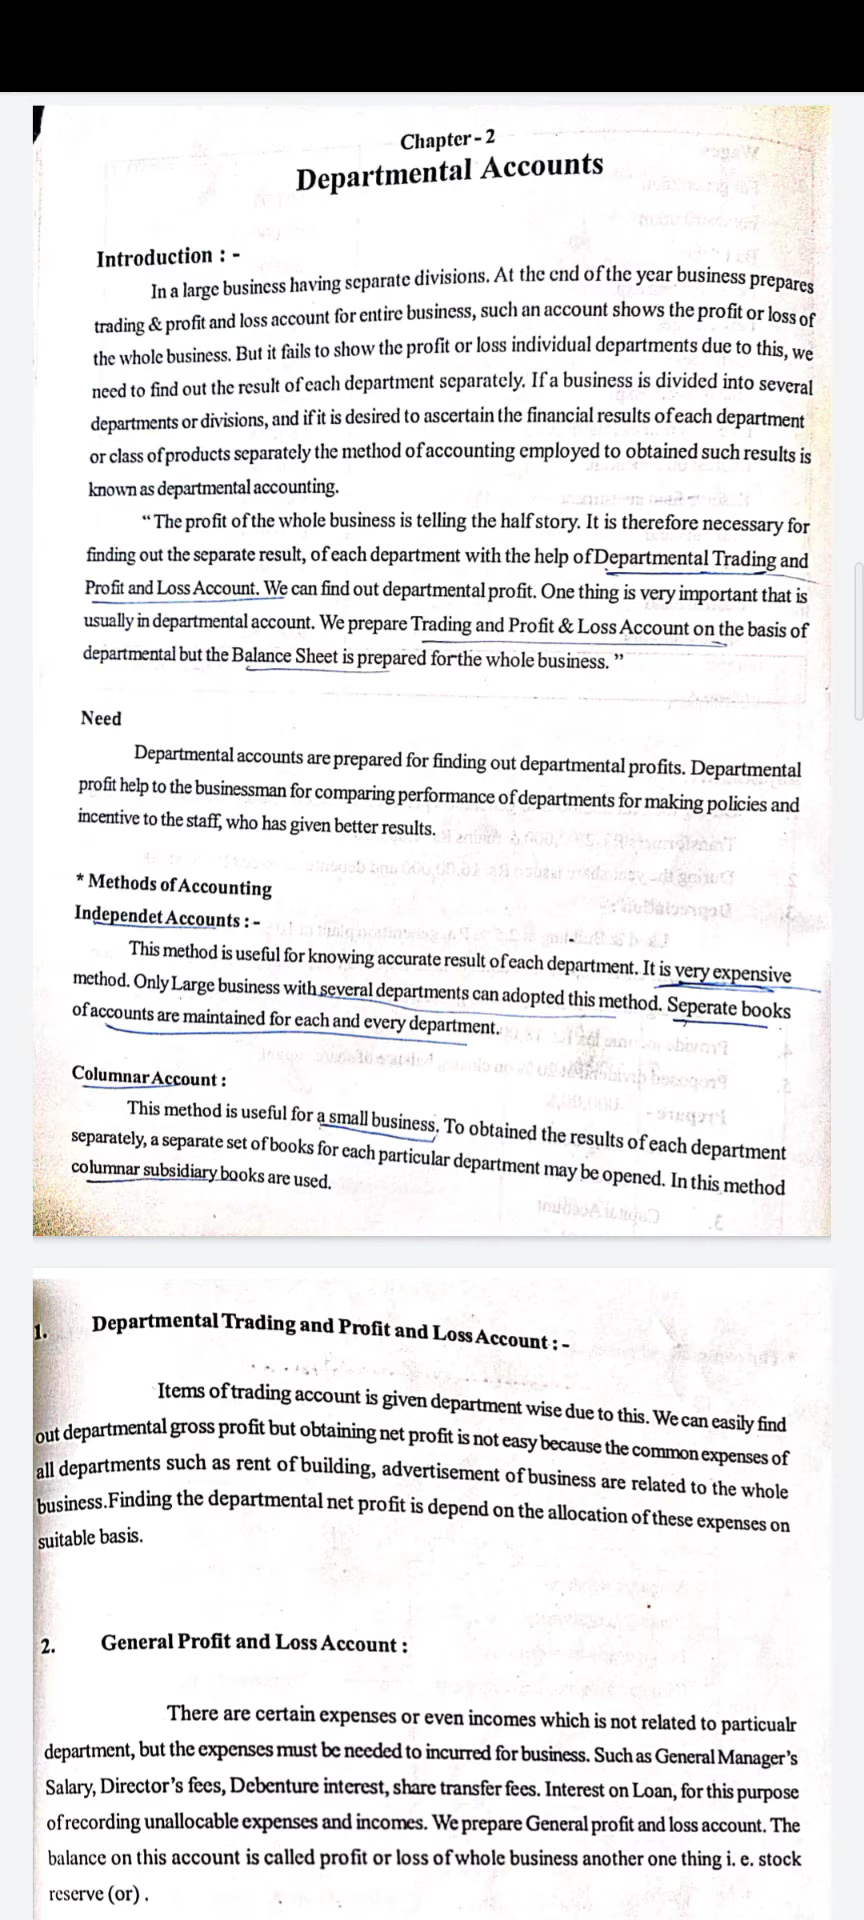 Chapter - 2
Departmental Accounts
Introduction : -
In a large business having separate divisions. At the end of the year business prepares
trading & profit and loss account for entire business, such an account shows the profit or loss of
the whole business. But it fails to show the profit or loss individual departments due to this, we
need to find out the result of each department separately. If a business is divided into several
departments or divisions, and if it is desired to ascertain the financial results of each department
or class of products separately the method of accounting employed to obtained such results is
known as departmental accounting.
“The profit of the whole business is telling the half story. It is therefore necessary for
finding out the separate result, of each department with the help of Departmental Trading and
Profit and Loss Account. We can find out departmental profit. One thing is very important that is
usually in departmental account. We prepare Trading and Profit & Loss Account on the basis of
departmental but the Balance Sheet is prepared for the whole business. ”
Need
Departmental accounts are prepared for finding out departmental profits. Departmental
profit help to the businessman for comparing performance of departments for making policies and
incentive to the staff, who has given better results.
* Methods of Accounting
Independet Accounts : -
This method is useful for knowing accurate result of each department. It is very expensive
method. Only Large business with several departments can adopted this method. Seperate books
of accounts are maintained for each and every department.
Columnar Account :
This method is useful for a small business. To obtained the results of each department
separately, a separate set of books for each particular department may be opened. In this method
columnar subsidiary books are used.
1. Departmental Trading and Profit and Loss Account : -
Items of trading account is given department wise due to this. We can easily find
out departmental gross profit but obtaining net profit is not easy because the common expenses of
all departments such as rent of building, advertisement of business are related to the whole
business.Finding the departmental net profit is depend on the allocation of these expenses on
suitable basis.
2. General Profit and Loss Account :
There are certain expenses or even incomes which is not related to particualr
department, but the expenses must be needed to incurred for business. Such as General Manager’s
Salary, Director’s fees, Debenture interest, share transfer fees. Interest on Loan, for this purpose
of recording unallocable expenses and incomes. We prepare General profit and loss account. The
balance on this account is called profit or loss of whole business another one thing i. e. stock
reserve (or) .